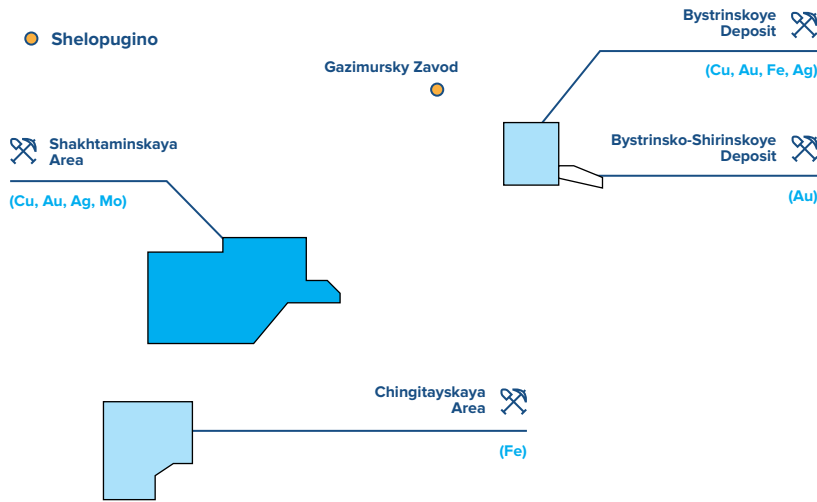 Shelopugino
Gazimursky Zavod
Bystrinskoye
Deposit
(Cu, Au, Fe, Ag)
Shakhtaminskaya
Area
(Cu, Au, Ag, Mo)
Bystrinsko-Shirinskoye
Deposit
(Au)
Chingitayskaya
Area
(Fe)